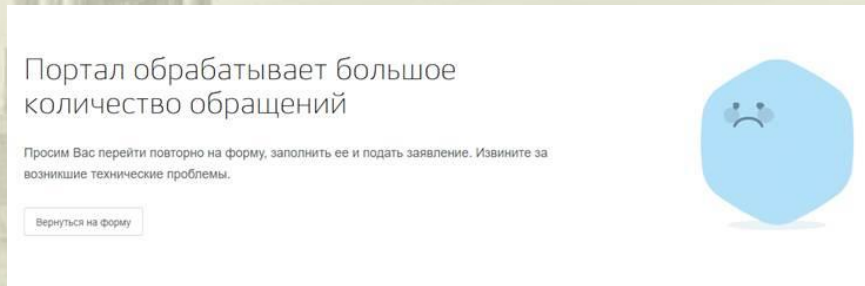 Портал обрабатывает большое
количество обращений
Просим Вас перейти повторно на форму, заполнить ее и подать заявление. Извините за
возникшие технические проблемы.
Вернуться на форму